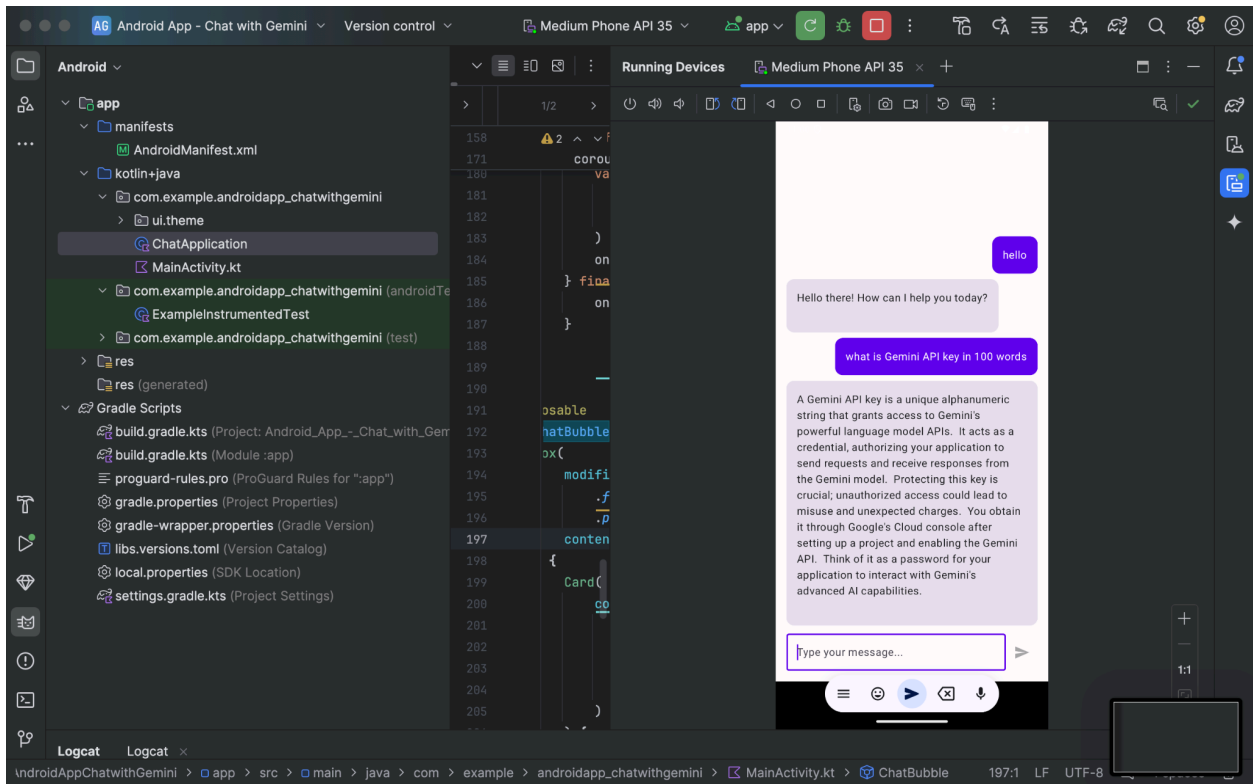 AG Android App - Chat with Gemini Version control Medium Phone API 35 app
Android
app
manifests
AndroidManifest.xml
kotlin+java
com.example.androidapp_chatwithgemini
ui.theme
ChatApplication
MainActivity.kt
com.example.androidapp_chatwithgemini (androidTe
ExampleInstrumentedTest
com.example.androidapp_chatwithgemini (test)
res
res (generated)
Gradle Scripts
build.gradle.kts (Project: Android_App_-_Chat_with_Gem
build.gradle.kts (Module :app)
proguard-rules.pro (ProGuard Rules for ":app")
gradle.properties (Project Properties)
gradle-wrapper.properties (Gradle Version)
libs.versions.toml (Version Catalog)
local.properties (SDK Location)
settings.gradle.kts (Project Settings)
1/2
158 2
171 corou
180 va
181
182
183 )
184 on
185 } fina
186 on
187 }
188
189
190
191 osable
192 hatBubble
193 ox(
194 modifi
195 .f
196 .p
197 conten
198 {
199 Card(
200 co
201
202
203
204
205 )
Running Devices Medium Phone API 35
hello
Hello there! How can I help you today?
what is Gemini API key in 100 words
A Gemini API key is a unique alphanumeric
string that grants access to Gemini's
powerful language model APIs. It acts as a
credential, authorizing your application to
send requests and receive responses from
the Gemini model. Protecting this key is
crucial; unauthorized access could lead to
misuse and unexpected charges. You obtain
it through Google's Cloud console after
setting up a project and enabling the Gemini
API. Think of it as a password for your
application to interact with Gemini's
advanced AI capabilities.
Type your message...
1:1
Logcat Logcat
AndroidAppChatwithGemini > app > src > main > java > com > example > androidapp_chatwithgemini > MainActivity.kt > ChatBubble 197:1 LF UTF-8